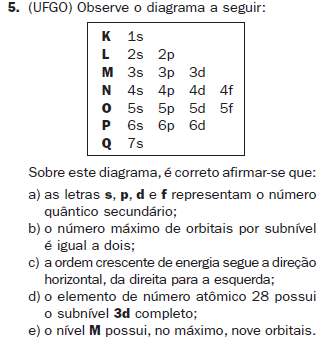 5. (UFGO) Observe o diagrama a seguir:
K 1s
L 2s 2p
M 3s 3p 3d
N 4s 4p 4d 4f
O 5s 5p 5d 5f
P 6s 6p 6d
Q 7s
Sobre este diagrama, é correto afirmar-se que:
a) as letras s, p, d e f representam o número
quântico secundário;
b) o número máximo de orbitais por subnível
é igual a dois;
c) a ordem crescente de energia segue a direção
horizontal, da direita para a esquerda;
d) o elemento de número atômico 28 possui
o subnível 3d completo;
e) o nível M possui, no máximo, nove orbitais.